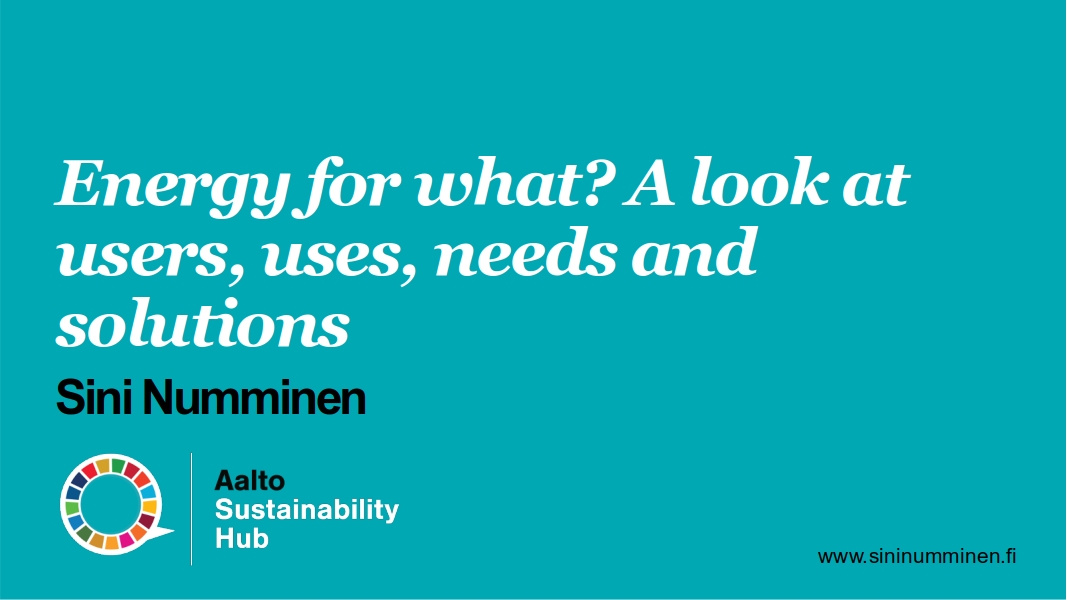 Energy for what? A look at
users, uses, needs and
solutions
Sini Numminen
Aalto
Sustainability
Hub
www.sininumminen.fi